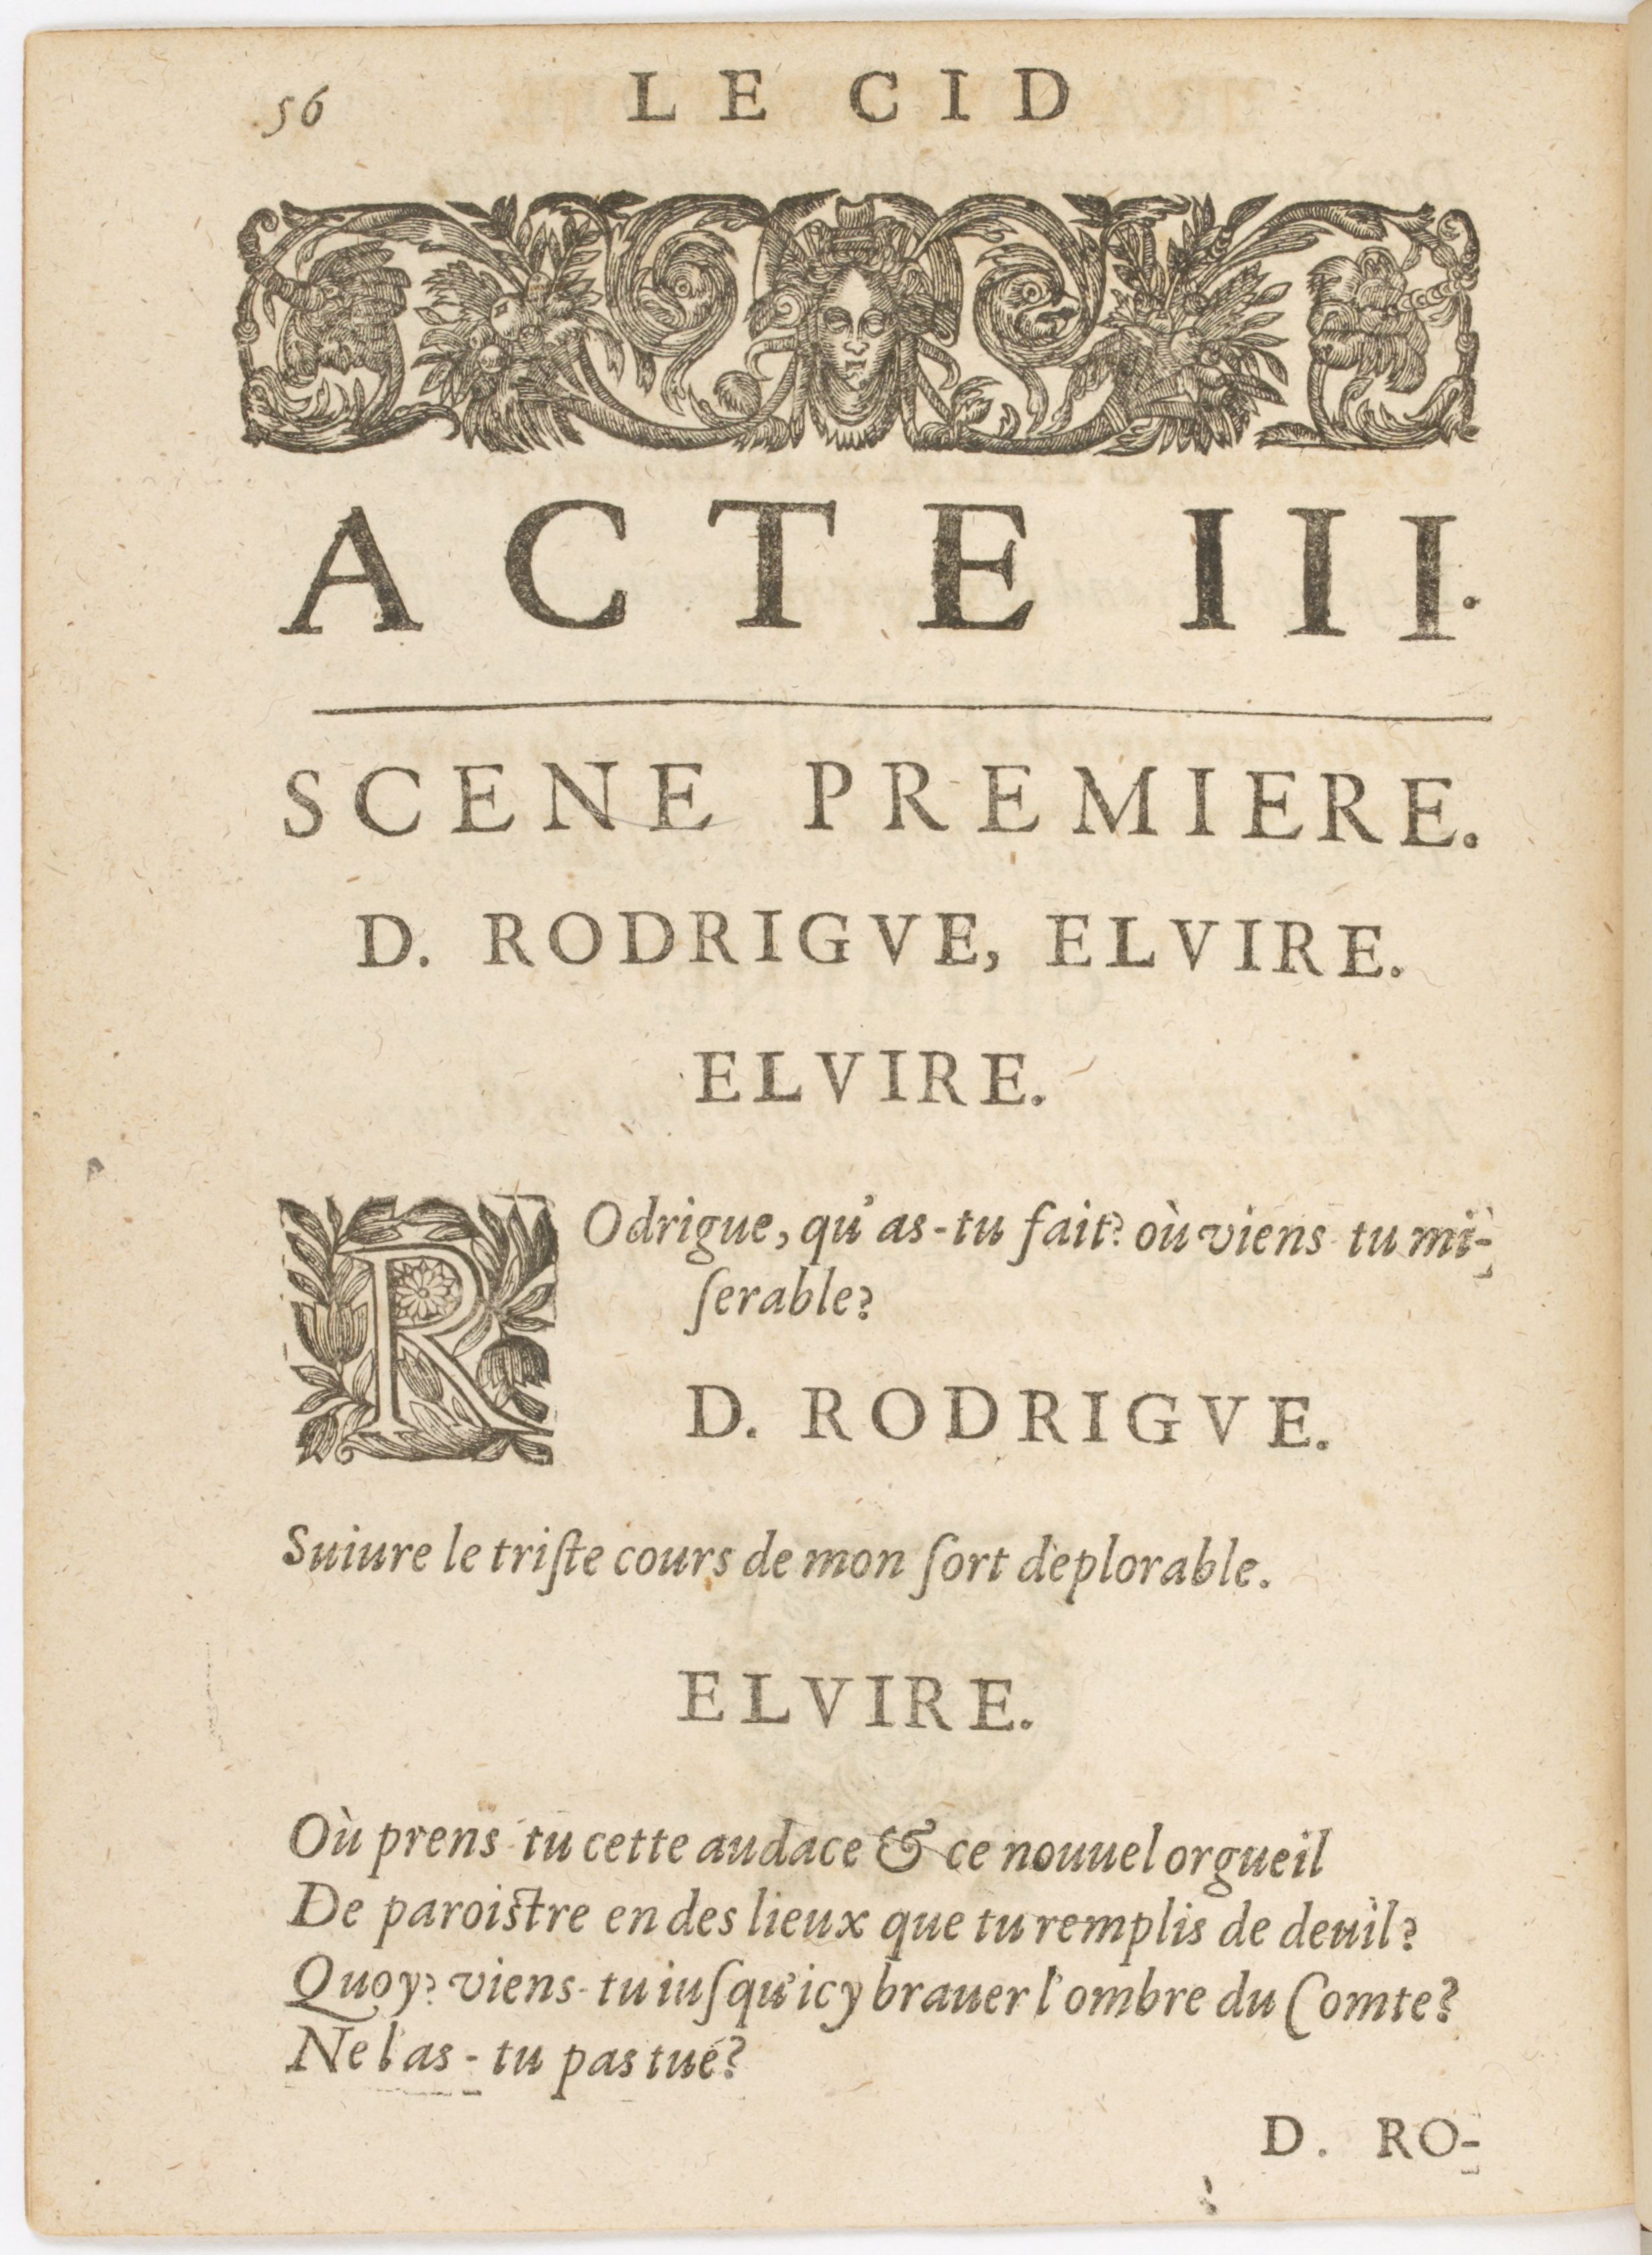 56
LE CID
ACTE III.
SCENE PREMIERE.
D. RODRIGVE, ELVIRE.
ELVIRE.
ROdrigue, qu'as-tu fait? où viens-tu mi-
ſerable?
D. RODRIGVE.
Suiure le triſte cours de mon ſort deplorable.
ELVIRE.
Où prens-tu cette audace & ce nouuel orgueil
De paroiſtre en des lieux que tu remplis de deuil?
Quoy? viens-tu iuſqu'icy brauer l'ombre du Comte?
Ne l'as-tu pas tué?
D. RO-